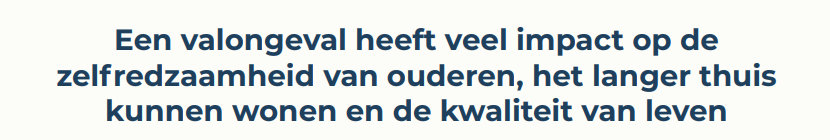 Een valongeval heeft veel impact op de
zelfredzaamheid van ouderen, het langer thuis
kunnen wonen en de kwaliteit van leven